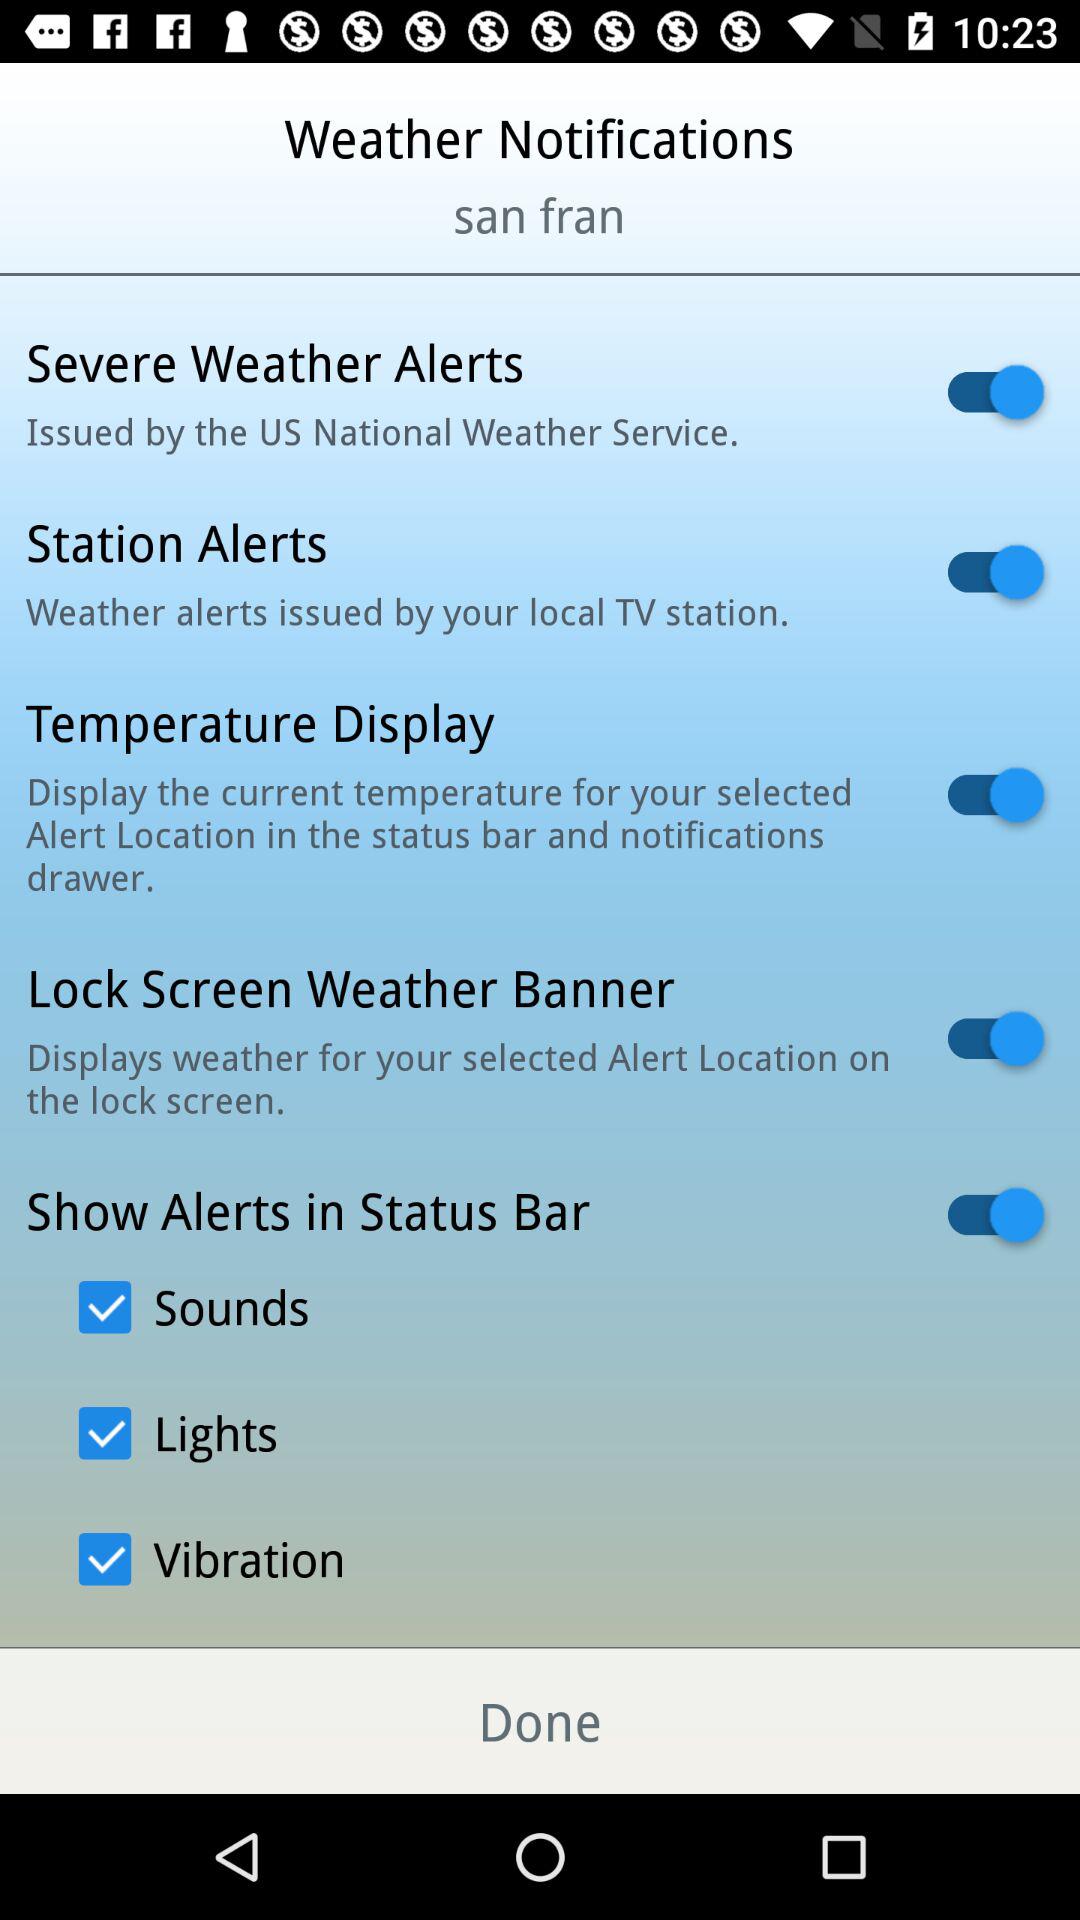 10:23
Weather Notifications
san fran
Severe Weather Alerts
Issued by the US National Weather Service.
Station Alerts
Weather alerts issued by your local TV station.
Temperature Display
Display the current temperature for your selected
Alert Location in the status bar and notifications
drawer.
Lock Screen Weather Banner
Displays weather for your selected Alert Location on
the lock screen.
Show Alerts in Status Bar
Sounds
Lights
Vibration
Done